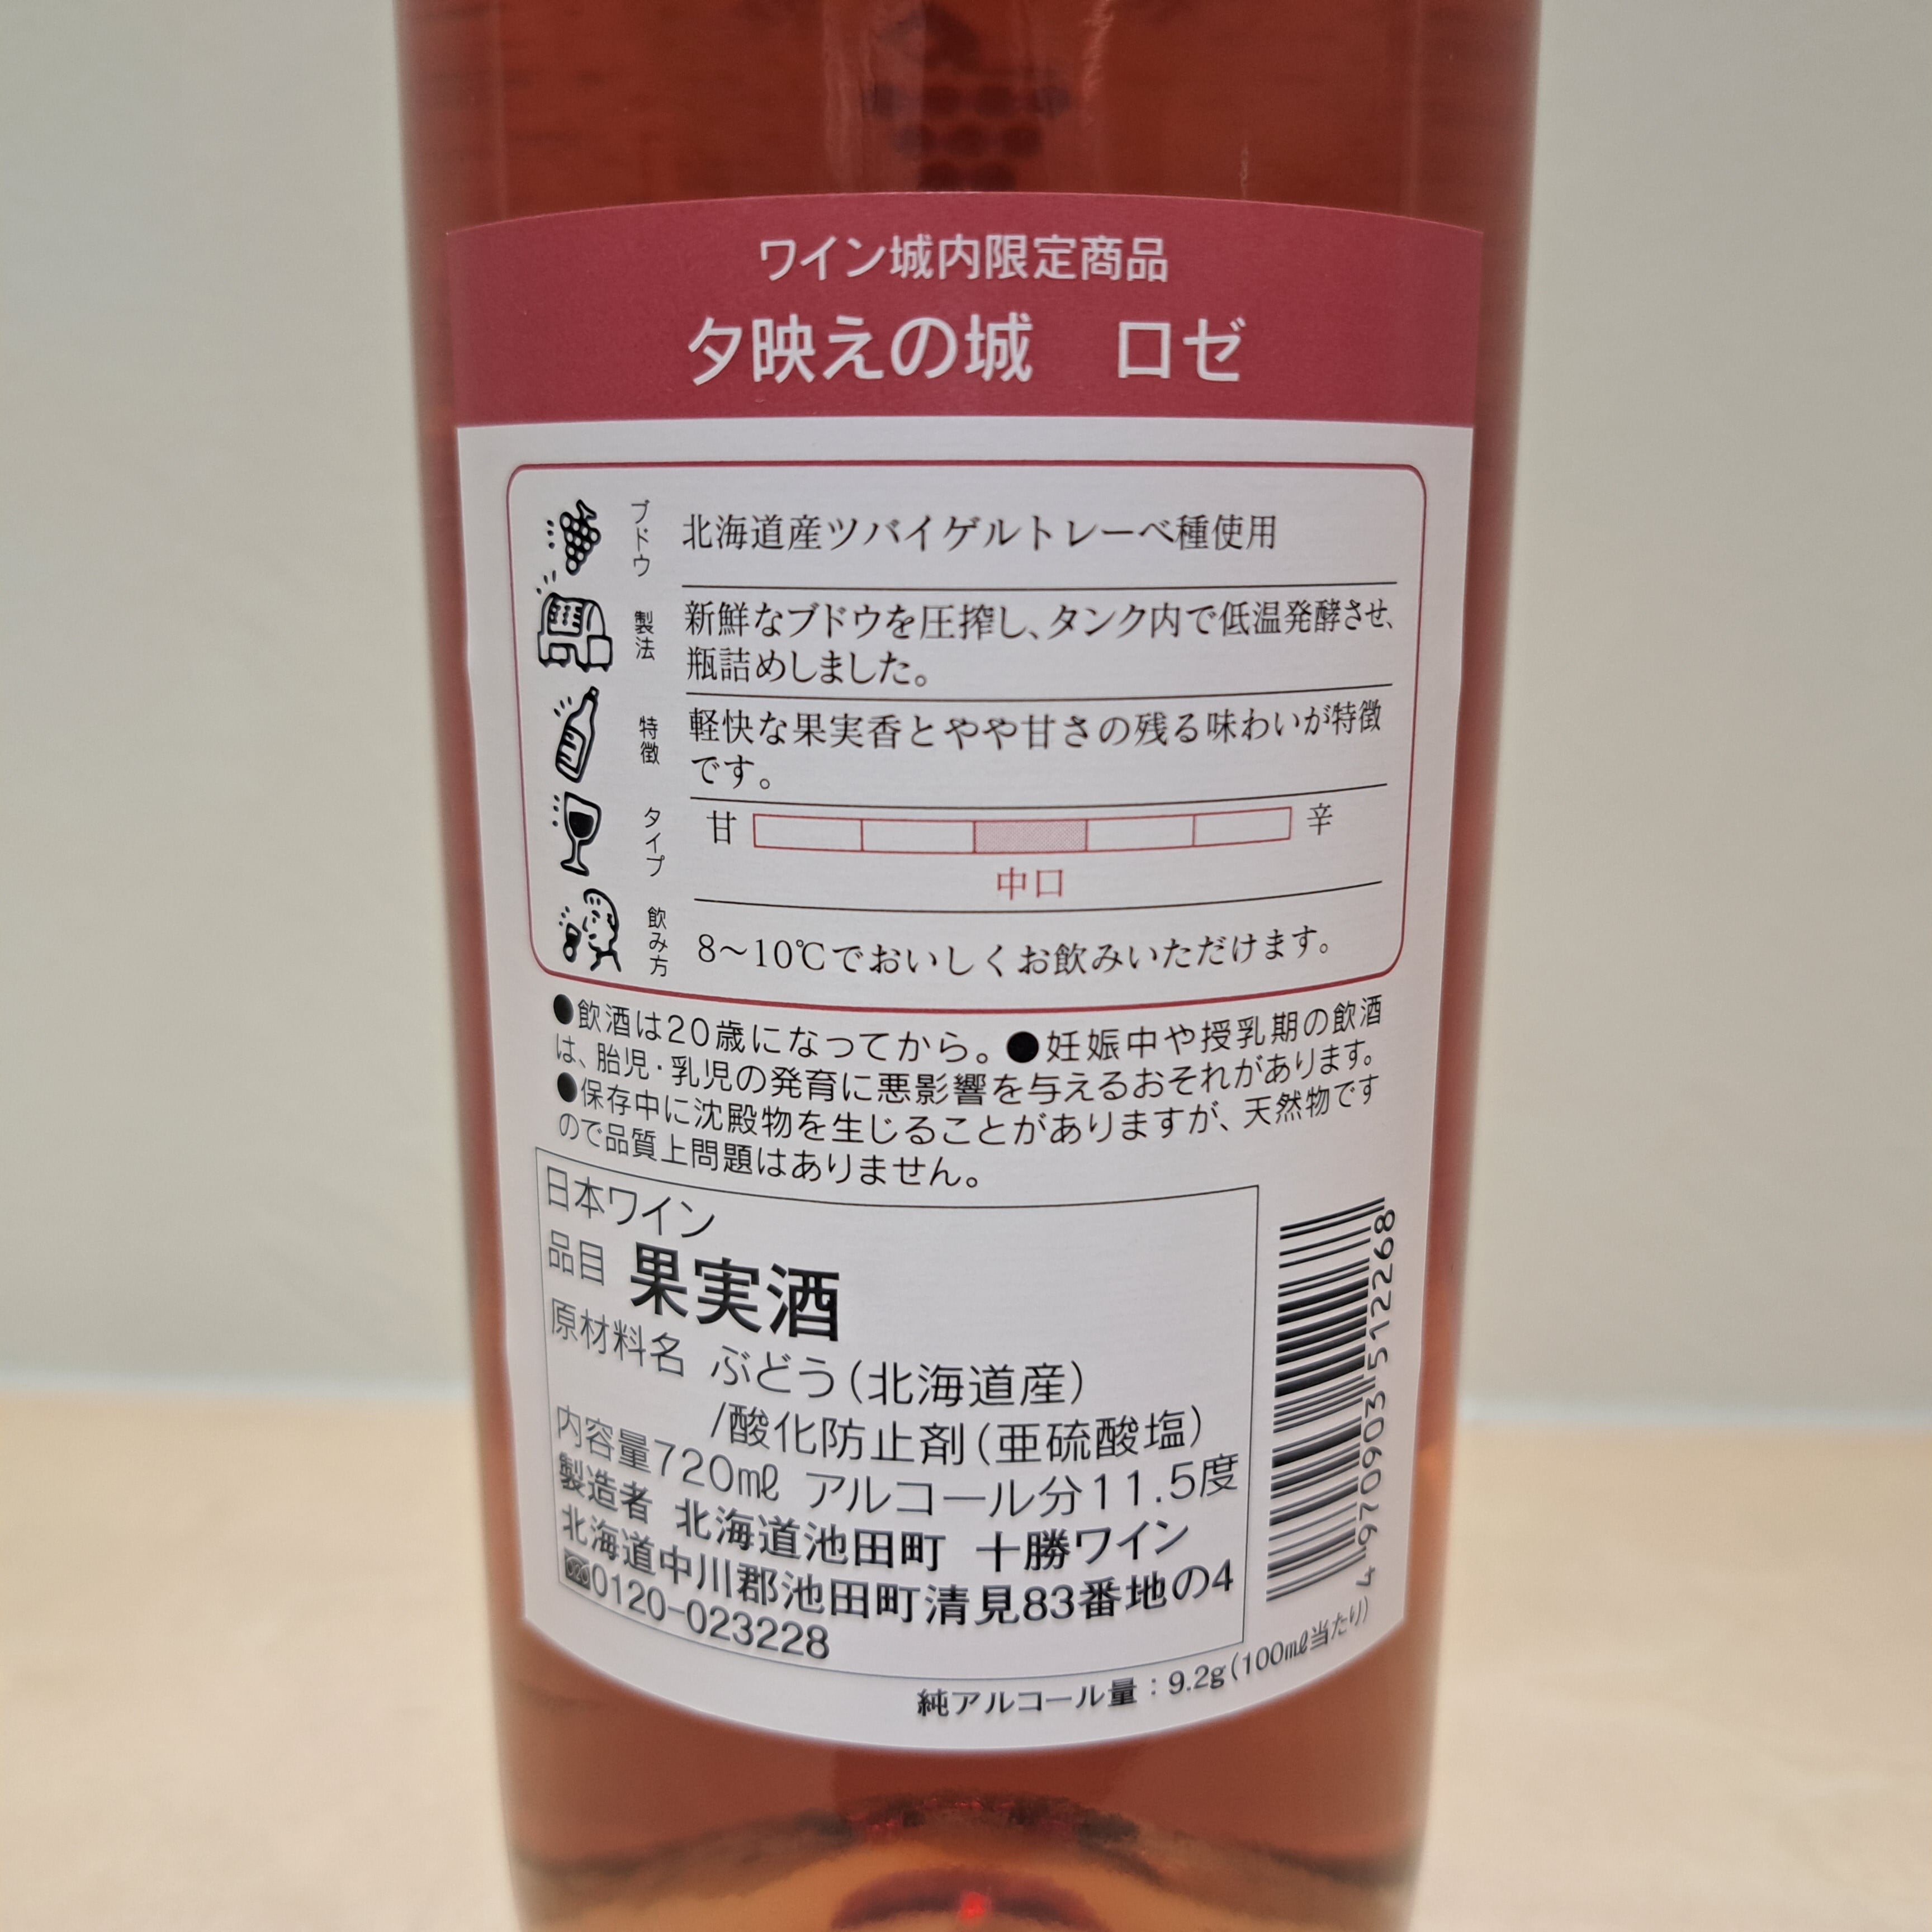 ワイン城内限定商品
夕映えの城　ロゼ
ブドウ 北海道産ツバイゲルトレーベ種使用
製法 新鮮なブドウを圧搾し、タンク内で低温発酵させ、
瓶詰めしました。
特徴 軽快な果実香とやや甘さの残る味わいが特徴
です。
タイプ 甘 辛
中口
飲み方 8～10℃でおいしくお飲みいただけます。
●飲酒は20歳になってから。●妊娠中や授乳期の飲酒
は、胎児・乳児の発育に悪影響を与えるおそれがあります。
●保存中に沈殿物を生じることがありますが、天然物です
ので品質上問題はありません。
日本ワイン
品目 果実酒
原材料名 ぶどう(北海道産)
/酸化防止剤(亜硫酸塩)
内容量720mℓ アルコール分11.5度
製造者 北海道池田町 十勝ワイン
北海道中川郡池田町清見83番地の4
0120-023228
4 970903 512268
純アルコール量：9.2g(100mℓ当たり)